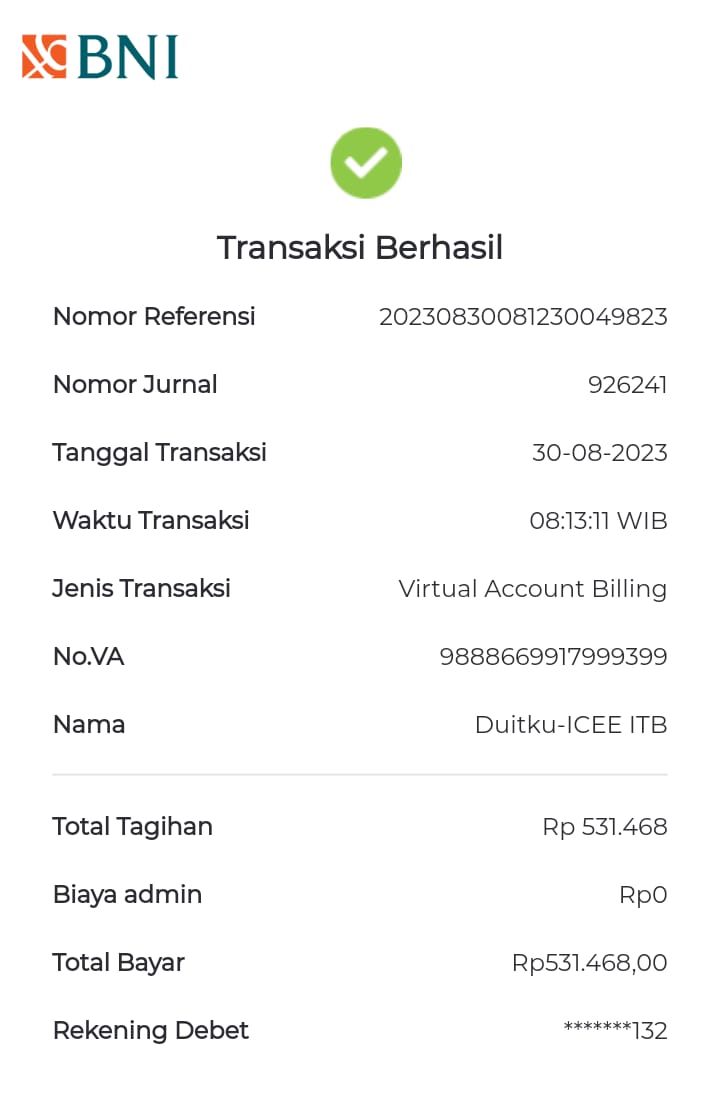 BNI
Transaksi Berhasil
Nomor Referensi 20230830081230049823
Nomor Jurnal 926241
Tanggal Transaksi 30-08-2023
Waktu Transaksi 08:13:11 WIB
Jenis Transaksi Virtual Account Billing
No.VA 9888669917999399
Nama Duitku-ICEE ITB
Total Tagihan Rp 531.468
Biaya admin Rp0
Total Bayar Rp531.468,00
Rekening Debet *******132